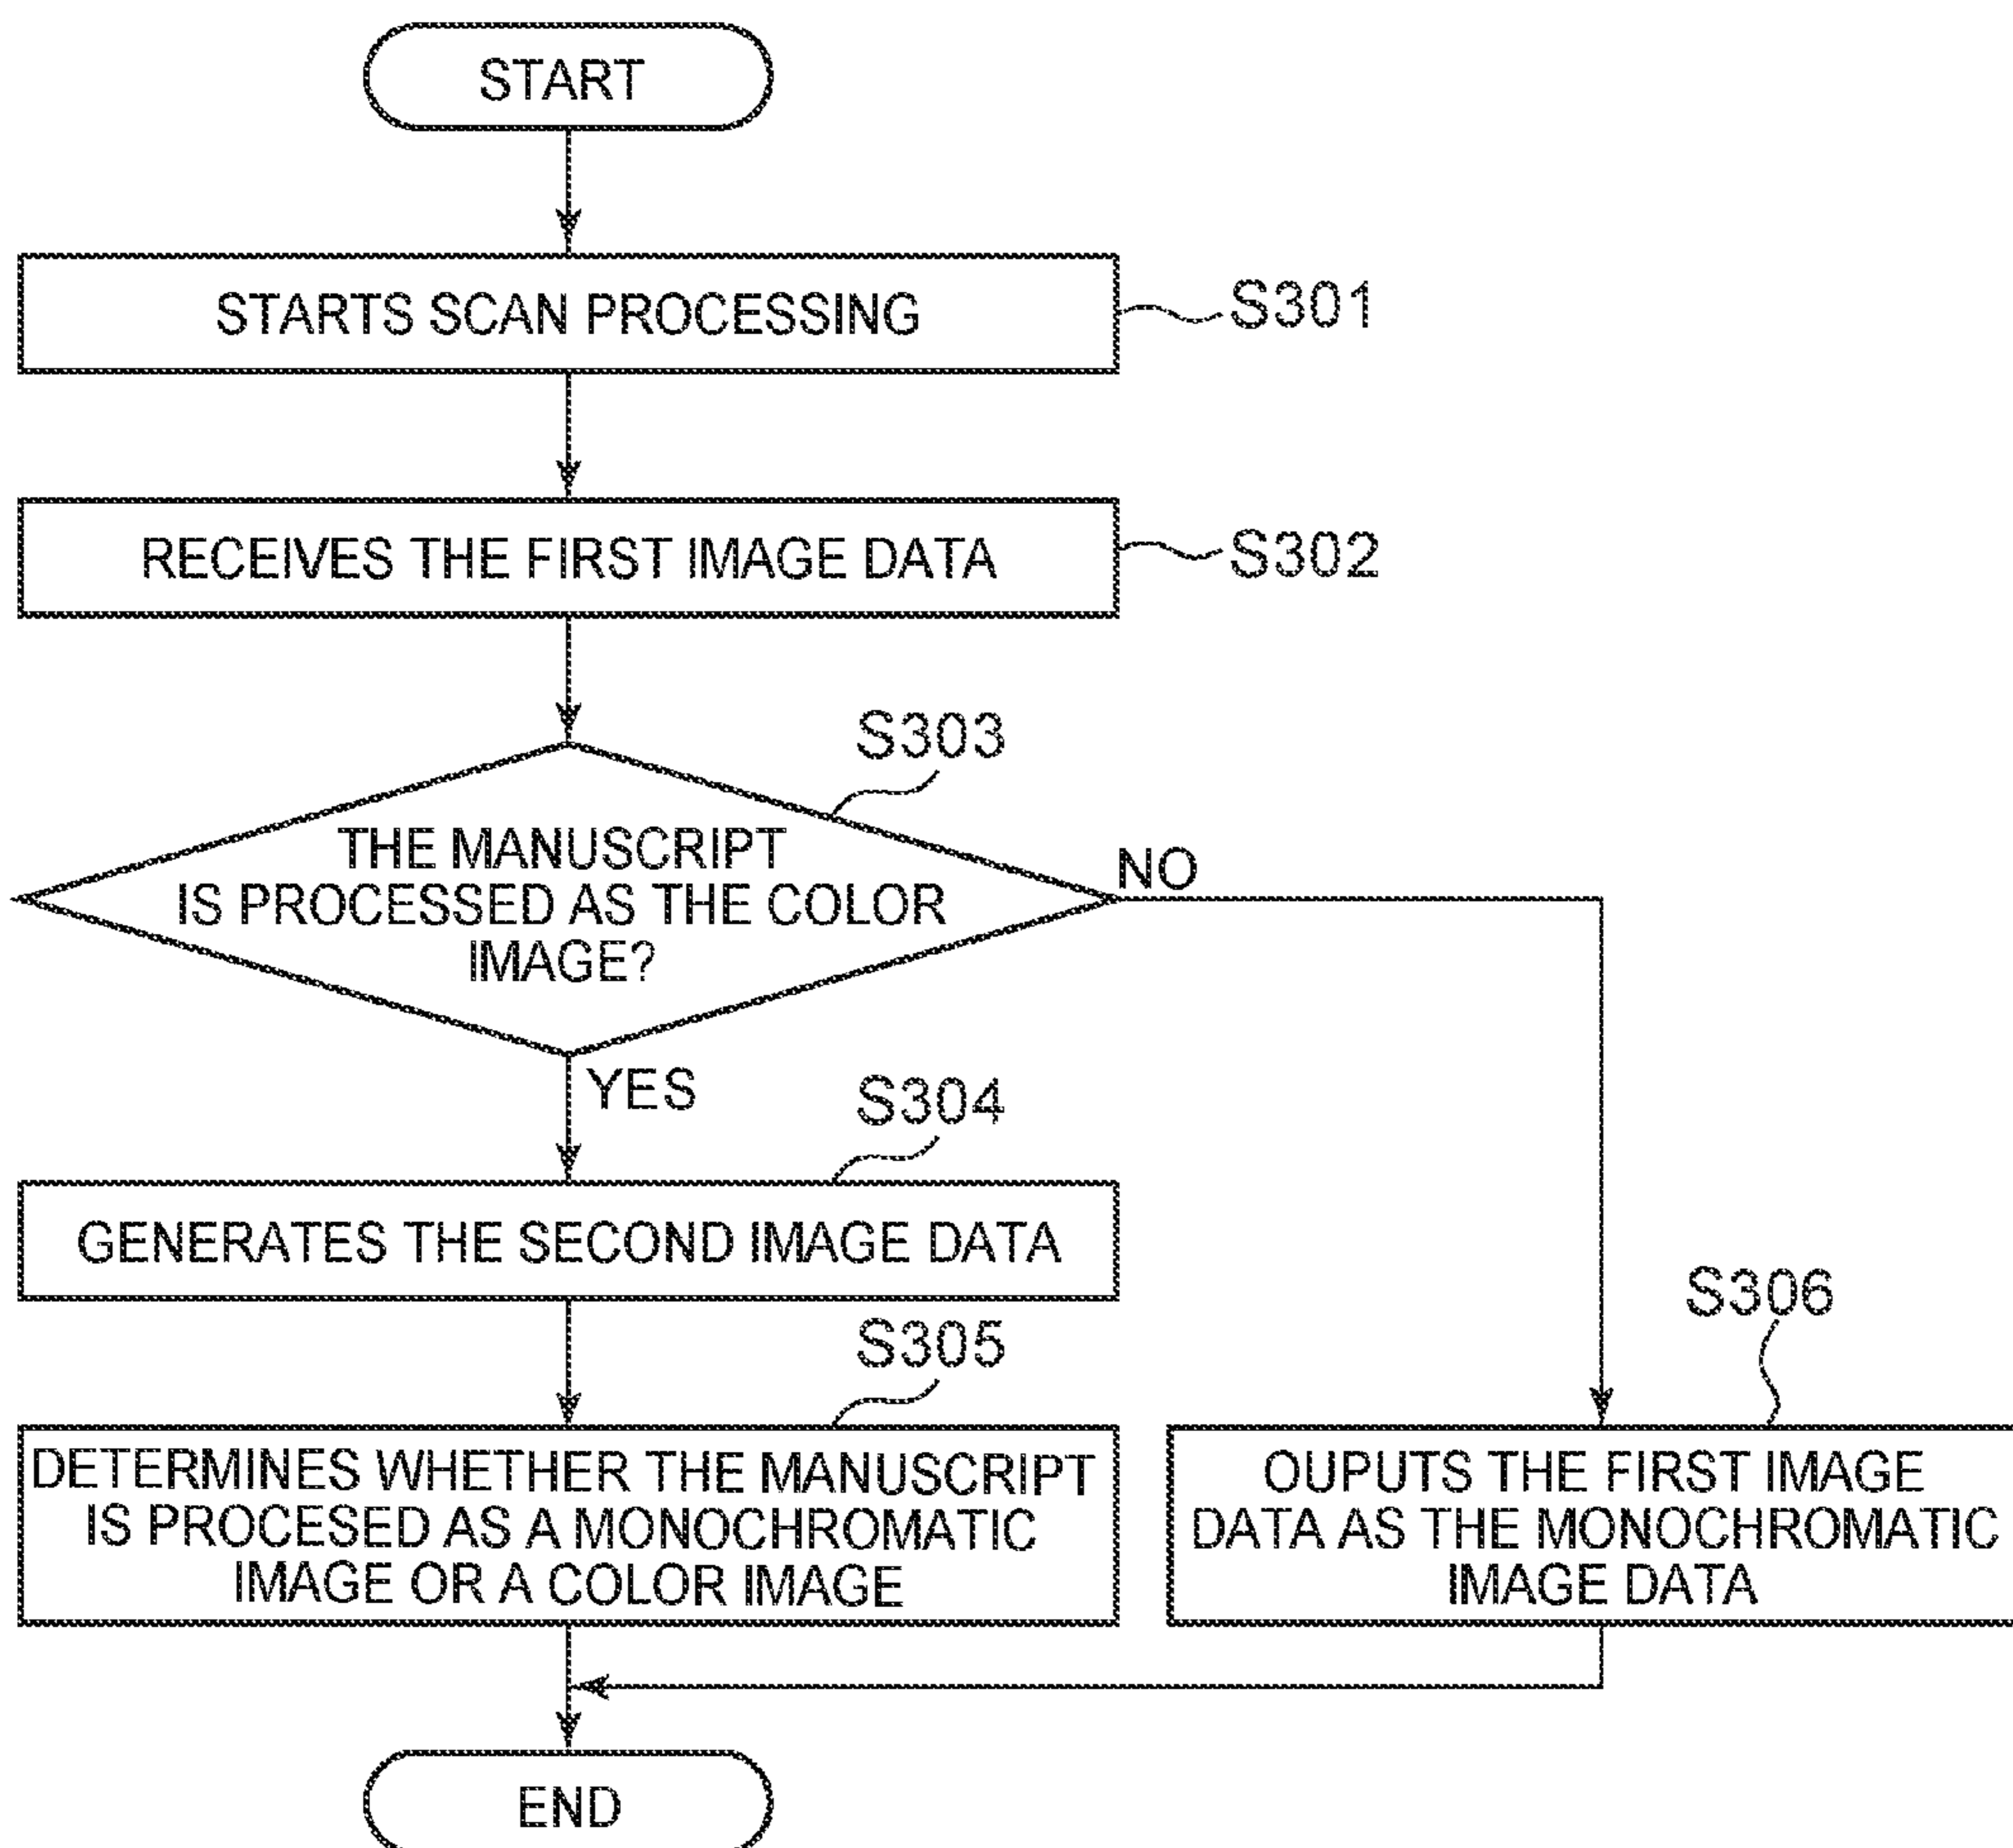 START
STARTS SCAN PROCESSING
S301
RECEIVES THE FIRST IMAGE DATA
S302
S303
THE MANUSCRIPT
IS PROCESSED AS THE COLOR
IMAGE?
NO
YES
S304
GENERATES THE SECOND IMAGE DATA
S305
DETERMINES WHETHER THE MANUSCRIPT
IS PROCESED AS A MONOCHROMATIC
IMAGE OR A COLOR IMAGE
S306
OUPUTS THE FIRST IMAGE
DATA AS THE MONOCHROMATIC
IMAGE DATA
END